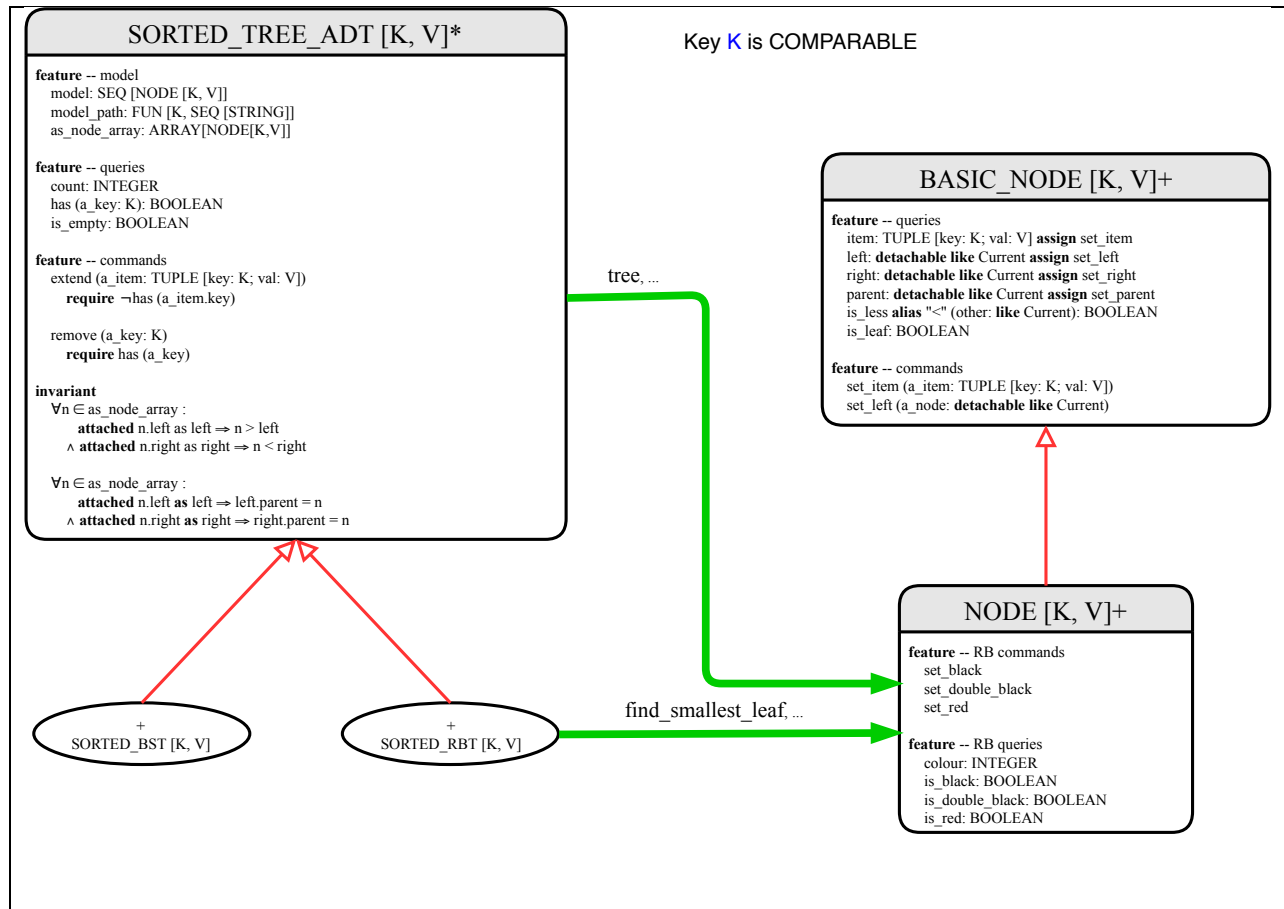 SORTED_TREE_ADT [K, V]*
feature -- model
model: SEQ [NODE [K, V]]
model_path: FUN [K, SEQ [STRING]]
as_node_array: ARRAY[NODE[K,V]]
feature -- queries
count: INTEGER
has (a_key: K): BOOLEAN
is_empty: BOOLEAN
feature -- commands
extend (a_item: TUPLE [key: K; val: V])
require ¬has (a_item.key)
remove (a_key: K)
require has (a_key)
invariant
∀n ∈ as_node_array :
attached n.left as left ⇒ n > left
∧ attached n.right as right ⇒ n < right
∀n ∈ as_node_array :
attached n.left as left ⇒ left.parent = n
∧ attached n.right as right ⇒ right.parent = n
Key K is COMPARABLE
tree, ...
BASIC_NODE [K, V]+
feature -- queries
item: TUPLE [key: K; val: V] assign set_item
left: detachable like Current assign set_left
right: detachable like Current assign set_right
parent: detachable like Current assign set_parent
is_less alias "<" (other: like Current): BOOLEAN
is_leaf: BOOLEAN
feature -- commands
set_item (a_item: TUPLE [key: K; val: V])
set_left (a_node: detachable like Current)
+
SORTED_BST [K, V]
+
SORTED_RBT [K, V]
find_smallest_leaf, ...
NODE [K, V]+
feature -- RB commands
set_black
set_double_black
set_red
feature -- RB queries
colour: INTEGER
is_black: BOOLEAN
is_double_black: BOOLEAN
is_red: BOOLEAN